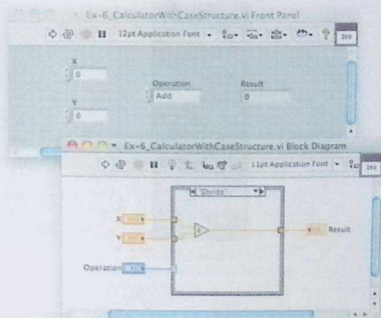 Ex-6_CalculatorWithCaseStructure.vi Front Panel
12pt Application Font
X
0
Operation
Add
Result
0
Y
0
Ex-6_CalculatorWithCaseStructure.vi Block Diagram
11pt Application Font
"Divide"
X
Y
Result
Operation